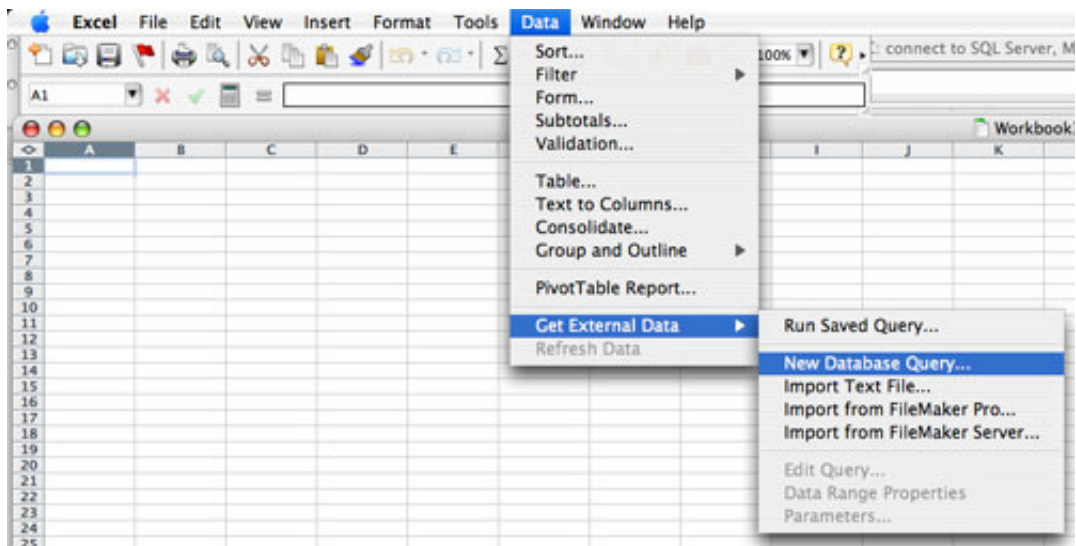 Excel File Edit View Insert Format Tools Data Window Help
100%
: connect to SQL Server, M
A1
Workbook
A B C D E I J K
1
2
3
4
5
6
7
8
9
10
11
12
13
14
15
16
17
18
19
20
21
22
23
24
25
Sort...
Filter
Form...
Subtotals...
Validation...
Table...
Text to Columns...
Consolidate...
Group and Outline
PivotTable Report...
Get External Data
Refresh Data
Run Saved Query...
New Database Query...
Import Text File...
Import from FileMaker Pro...
Import from FileMaker Server...
Edit Query...
Data Range Properties
Parameters...